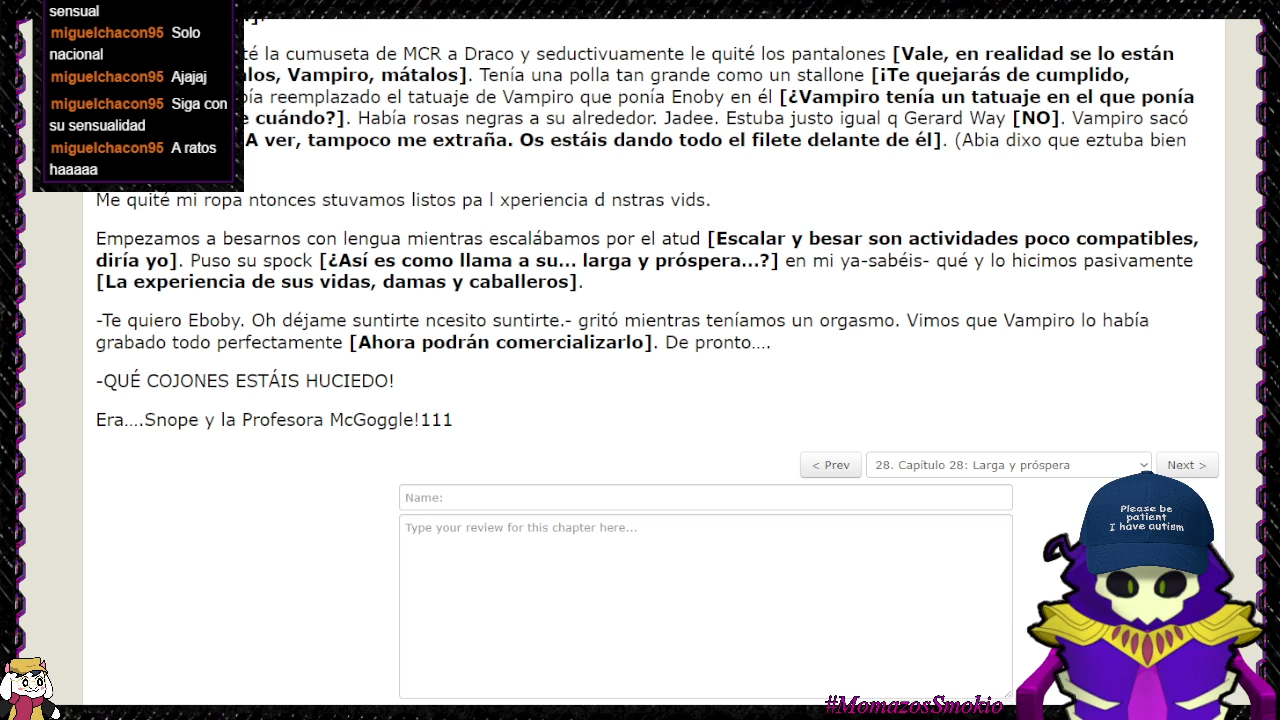 sensual
miguelchacon95 Solo
nacional
miguelchacon95 Ajajaj
miguelchacon95 Siga con
su sensualidad
miguelchacon95 A ratos
haaaaa
té la cumuseta de MCR a Draco y seductivuamente le quité los pantalones [Vale, en realidad se lo están
los, Vampiro, mátalos]. Tenía una polla tan grande como un stallone [¡Te quejarás de cumplido,
bía reemplazado el tatuaje de Vampiro que ponía Enoby en él [¿Vampiro tenía un tatuaje en el que ponía
e cuándo?]. Había rosas negras a su alrededor. Jadee. Estuba justo igual q Gerard Way [NO]. Vampiro sacó
A ver, tampoco me extraña. Os estáis dando todo el filete delante de él]. (Abia dixo que eztuba bien
Me quité mi ropa ntonces stuvamos listos pa l xperiencia d nstras vids.
Empezamos a besarnos con lengua mientras escalábamos por el atud [Escalar y besar son actividades poco compatibles,
diría yo]. Puso su spock [¿Así es como llama a su... larga y próspera...?] en mi ya-sabéis- qué y lo hicimos pasivamente
[La experiencia de sus vidas, damas y caballeros].
-Te quiero Eboby. Oh déjame suntirte ncesito suntirte.- gritó mientras teníamos un orgasmo. Vimos que Vampiro lo había
grabado todo perfectamente [Ahora podrán comercializarlo]. De pronto….
-QUÉ COJONES ESTÁIS HUCIEDO!
Era….Snope y la Profesora McGoggle!111
< Prev
28. Capítulo 28: Larga y próspera
Next >
Name:
Type your review for this chapter here...
Please be
patient
I have autism
#MomazosSmokio